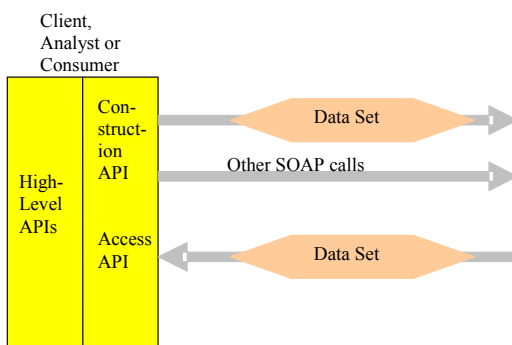 Client,
Analyst or
Consumer
Con-
struct-
ion
API
Data Set
Other SOAP calls
High-
Level
APIs
Access
API
Data Set